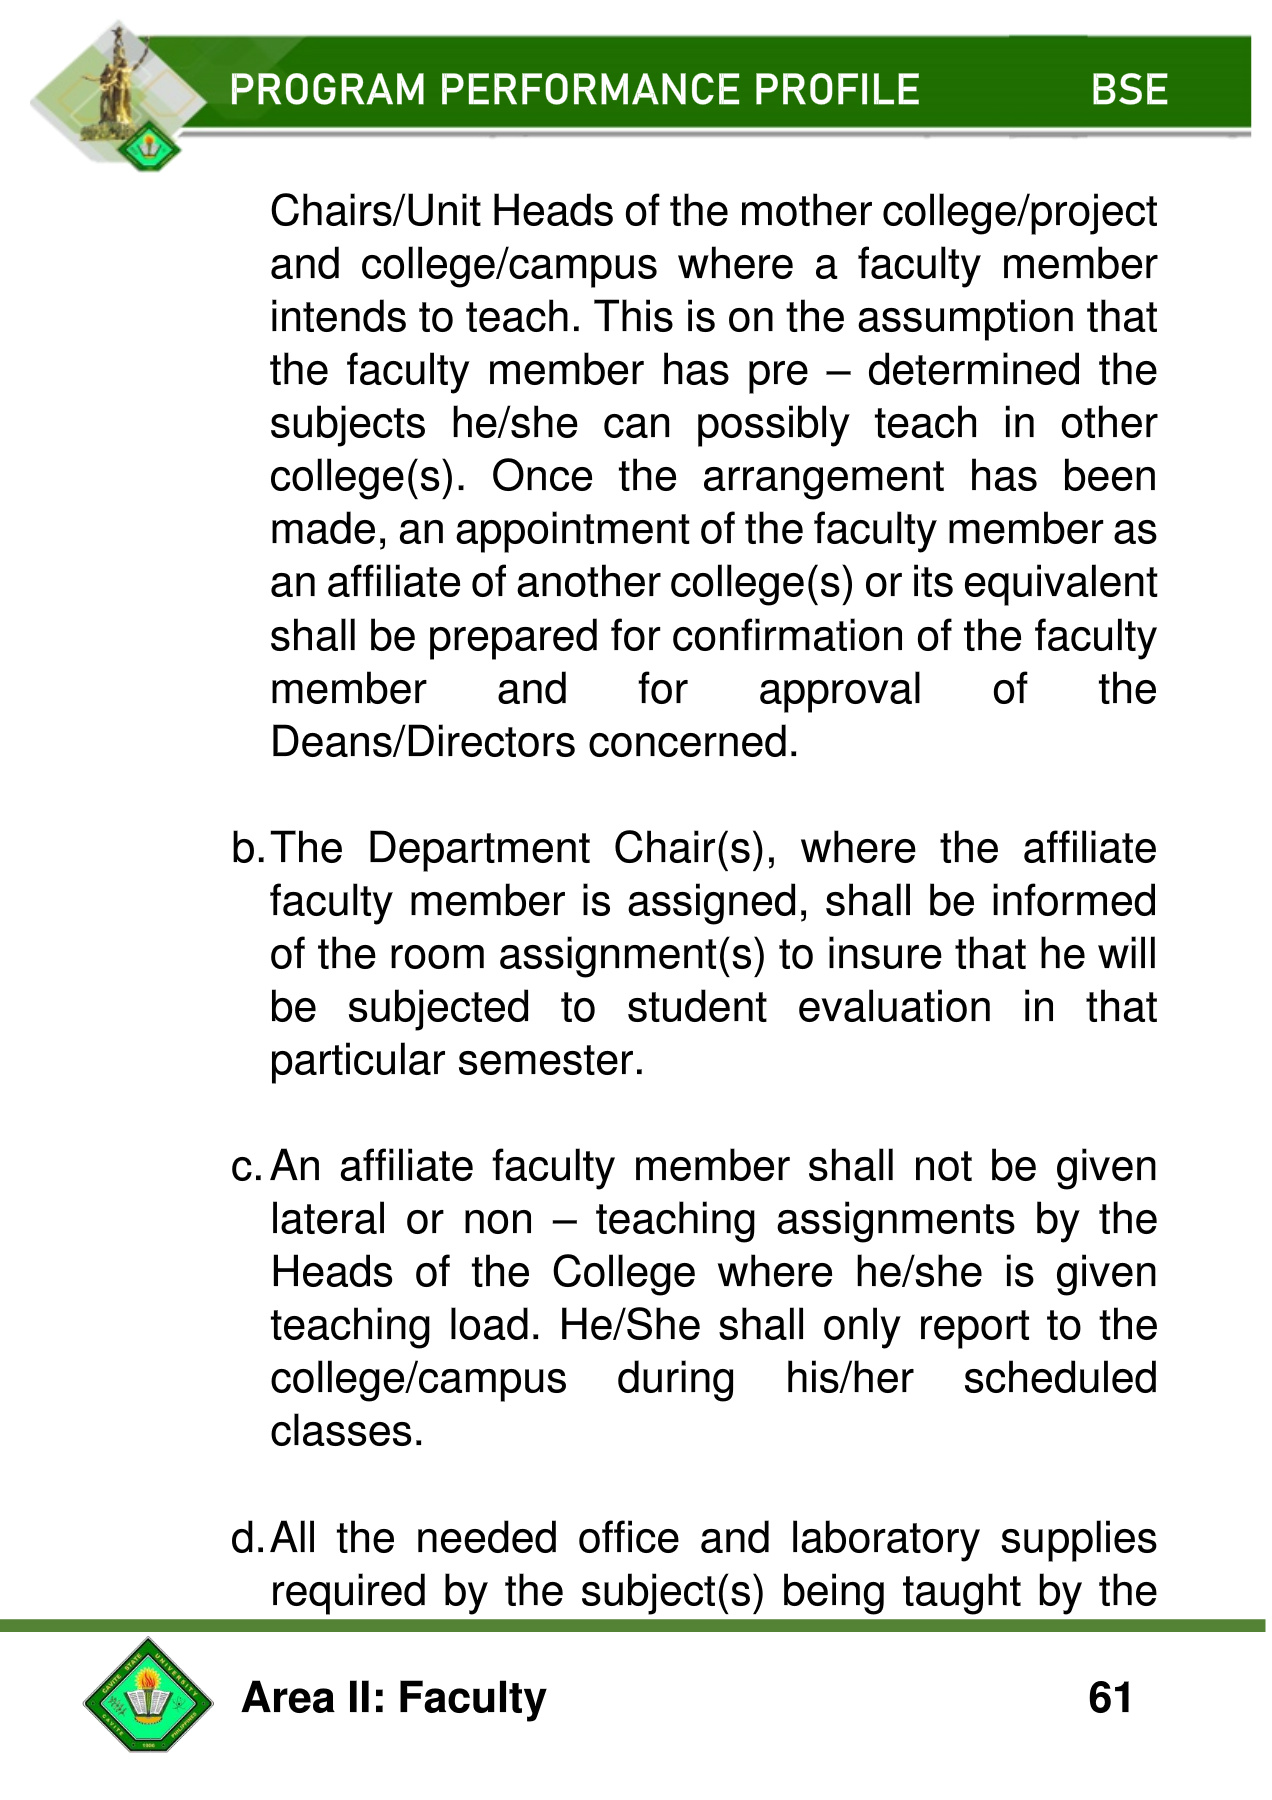 PROGRAM PERFORMANCE PROFILE BSE
Chairs/Unit Heads of the mother college/project
and college/campus where a faculty member
intends to teach. This is on the assumption that
the faculty member has pre – determined the
subjects he/she can possibly teach in other
college(s). Once the arrangement has been
made, an appointment of the faculty member as
an affiliate of another college(s) or its equivalent
shall be prepared for confirmation of the faculty
member and for approval of the
Deans/Directors concerned.
b. The Department Chair(s), where the affiliate
faculty member is assigned, shall be informed
of the room assignment(s) to insure that he will
be subjected to student evaluation in that
particular semester.
c. An affiliate faculty member shall not be given
lateral or non – teaching assignments by the
Heads of the College where he/she is given
teaching load. He/She shall only report to the
college/campus during his/her scheduled
classes.
d. All the needed office and laboratory supplies
required by the subject(s) being taught by the
CAVITE STATE UNIVERSITY
CAVITE PHILIPPINES
1906
Area II: Faculty 61